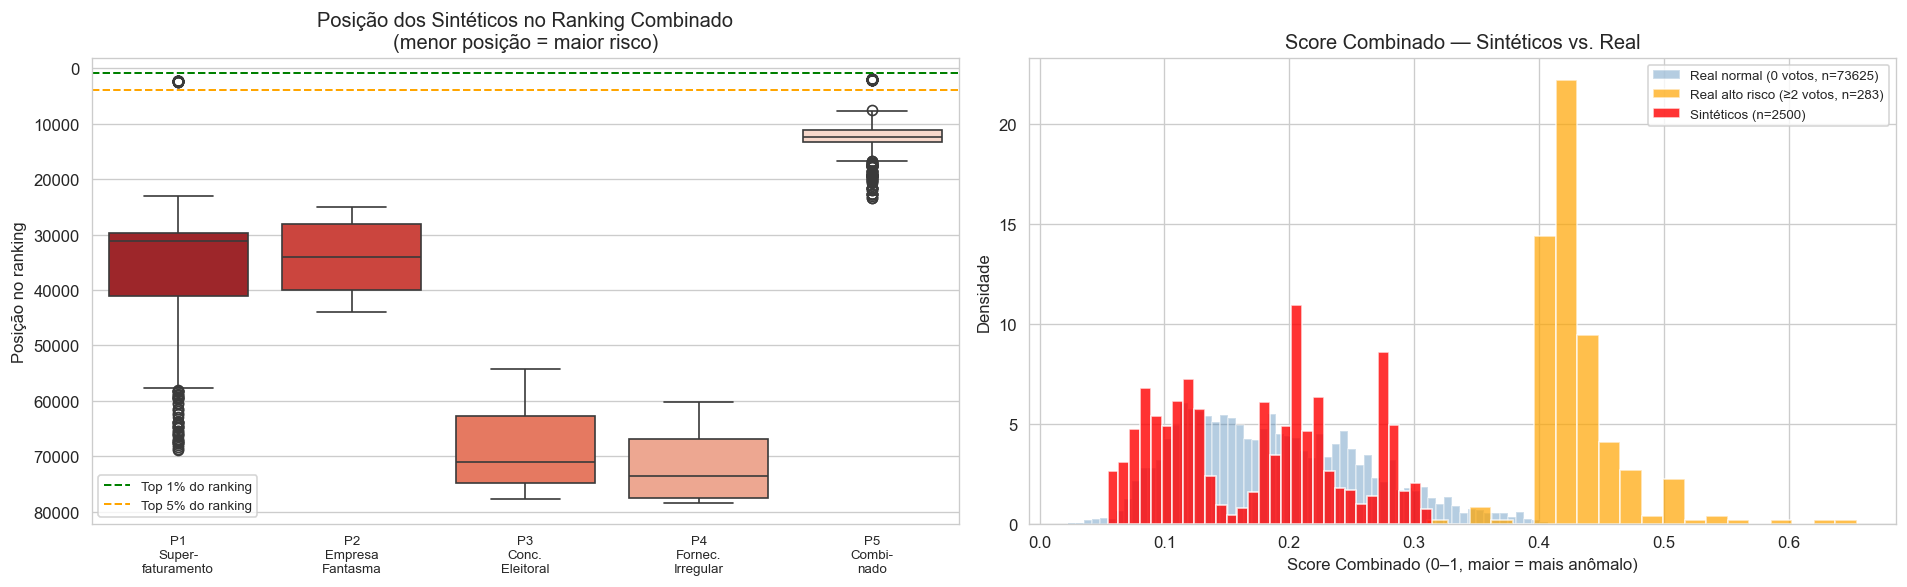 Posição dos Sintéticos no Ranking Combinado
(menor posição = maior risco)
Posição no ranking
0
10000
20000
30000
40000
50000
60000
70000
80000
Top 1% do ranking
Top 5% do ranking
P1
Super-
faturamento
P2
Empresa
Fantasma
P3
Conc.
Eleitoral
P4
Fornec.
Irregular
P5
Combi-
nado
Score Combinado — Sintéticos vs. Real
Real normal (0 votos, n=73625)
Real alto risco (≥2 votos, n=283)
Sintéticos (n=2500)
Densidade
20
15
10
5
0
0.0
0.1
0.2
0.3
0.4
0.5
0.6
Score Combinado (0–1, maior = mais anômalo)